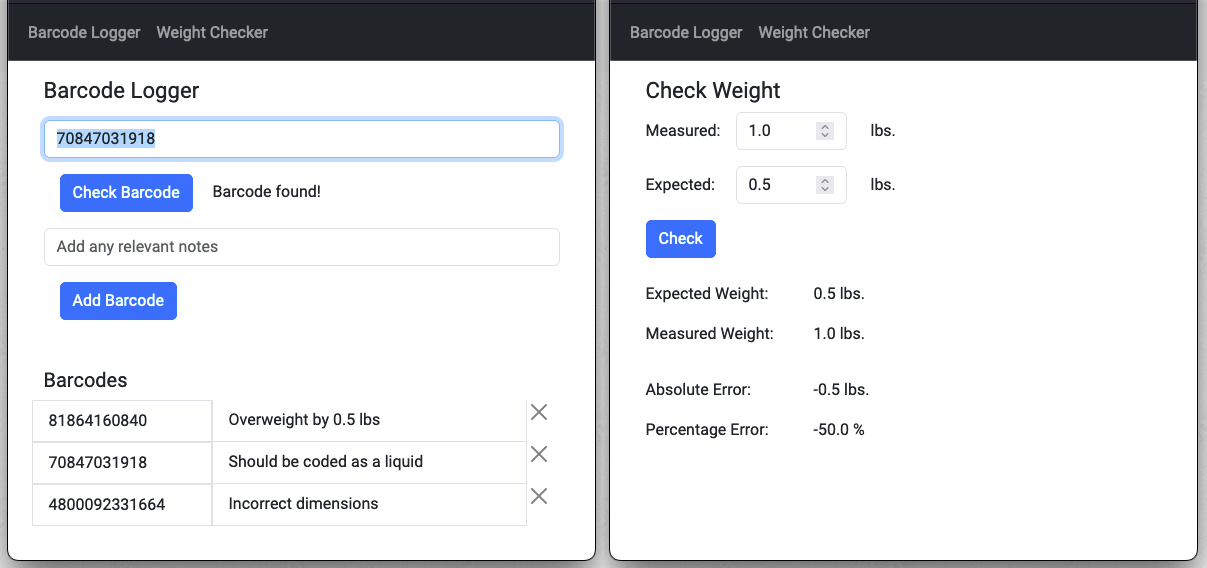 Barcode Logger Weight Checker
Barcode Logger
70847031918
Check Barcode Barcode found!
Add any relevant notes
Add Barcode
Barcodes
81864160840 Overweight by 0.5 lbs
70847031918 Should be coded as a liquid
4800092331664 Incorrect dimensions
Barcode Logger Weight Checker
Check Weight
Measured: 1.0 lbs.
Expected: 0.5 lbs.
Check
Expected Weight: 0.5 lbs.
Measured Weight: 1.0 lbs.
Absolute Error: -0.5 lbs.
Percentage Error: -50.0 %